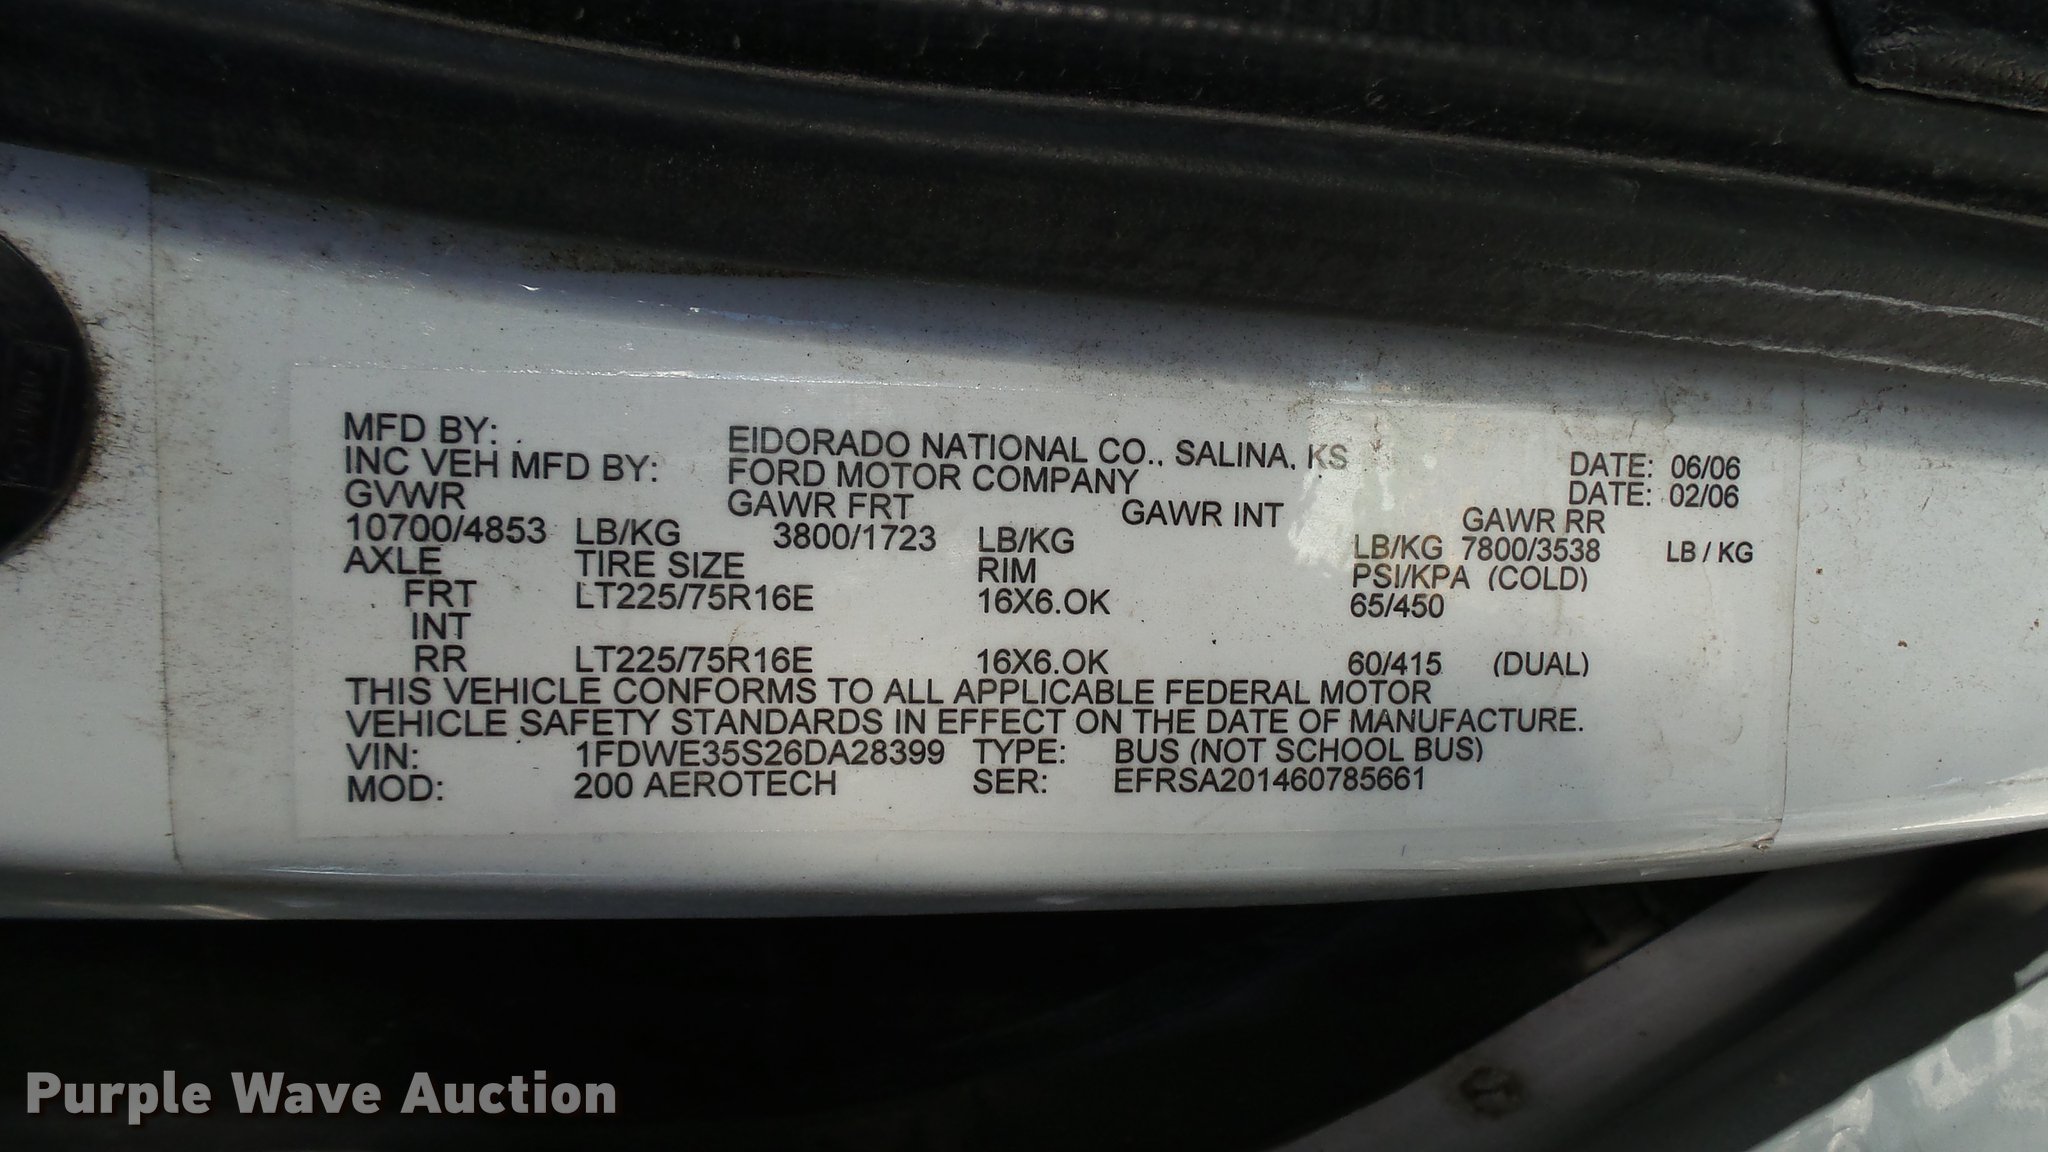 MFD BY: EIDORADO NATIONAL CO., SALINA, KS DATE: 06/06
INC VEH MFD BY: FORD MOTOR COMPANY DATE: 02/06
GVWR GAWR FRT GAWR INT GAWR RR
10700/4853 LB/KG 3800/1723 LB/KG LB/KG 7800/3538 LB / KG
AXLE TIRE SIZE RIM PSI/KPA (COLD)
FRT LT225/75R16E 16X6.OK 65/450
INT
RR LT225/75R16E 16X6.OK 60/415 (DUAL)
THIS VEHICLE CONFORMS TO ALL APPLICABLE FEDERAL MOTOR
VEHICLE SAFETY STANDARDS IN EFFECT ON THE DATE OF MANUFACTURE.
VIN: 1FDWE35S26DA28399 TYPE: BUS (NOT SCHOOL BUS)
MOD: 200 AEROTECH SER: EFRSA201460785661
Purple Wave Auction